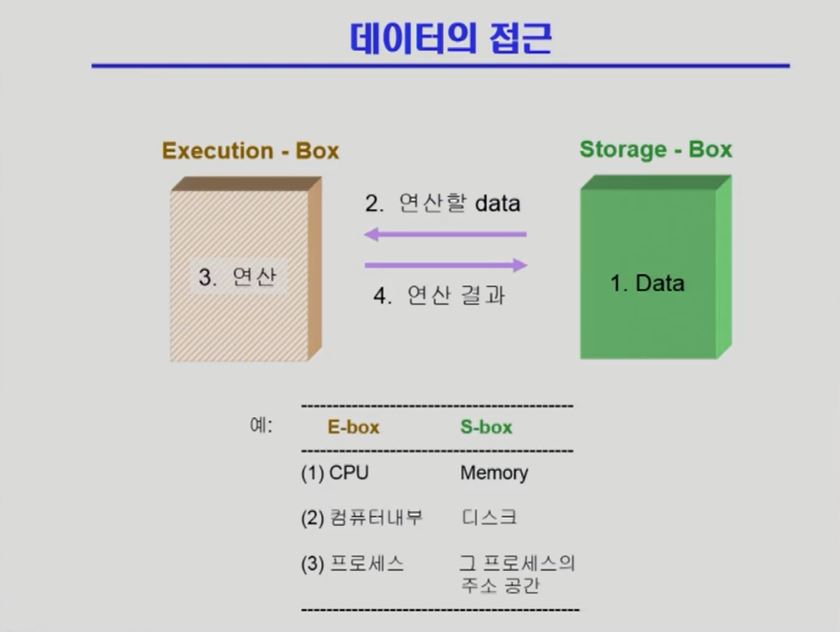 데이터의 접근
Execution - Box
Storage - Box
2. 연산할 data
3. 연산
1. Data
4. 연산 결과
예: E-box S-box
(1) CPU Memory
(2) 컴퓨터내부 디스크
(3) 프로세스 그 프로세스의
주소 공간